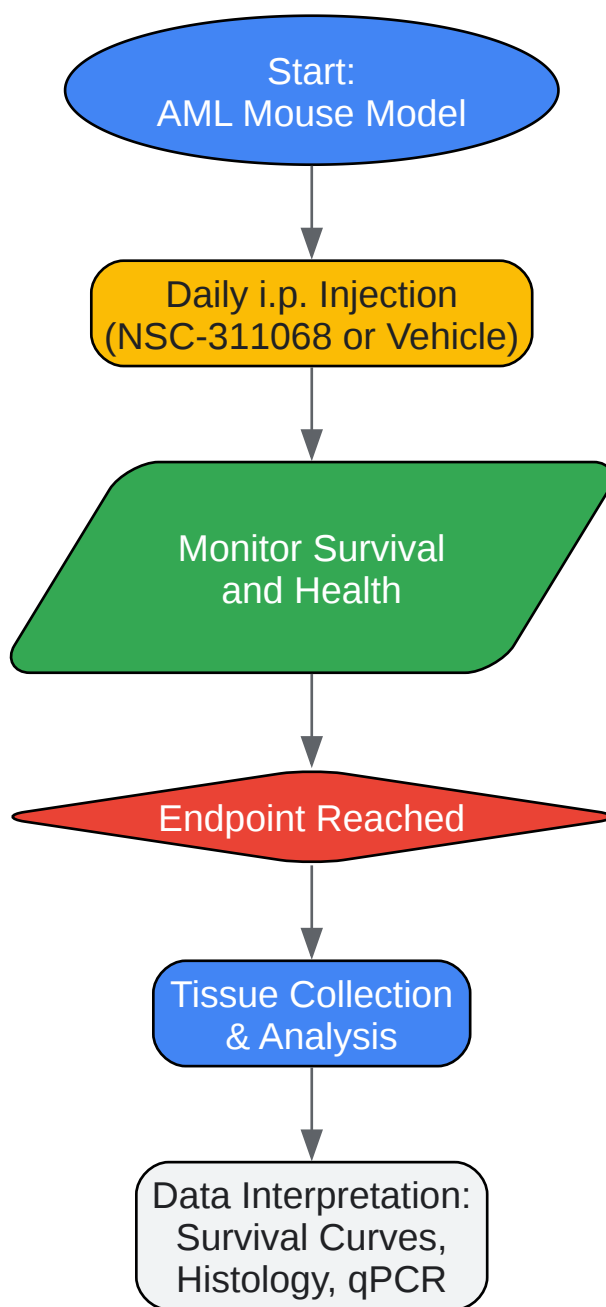 Start:
AML Mouse Model
Daily i.p. Injection
(NSC-311068 or Vehicle)
Monitor Survival
and Health
Endpoint Reached
Tissue Collection
& Analysis
Data Interpretation:
Survival Curves,
Histology, qPCR